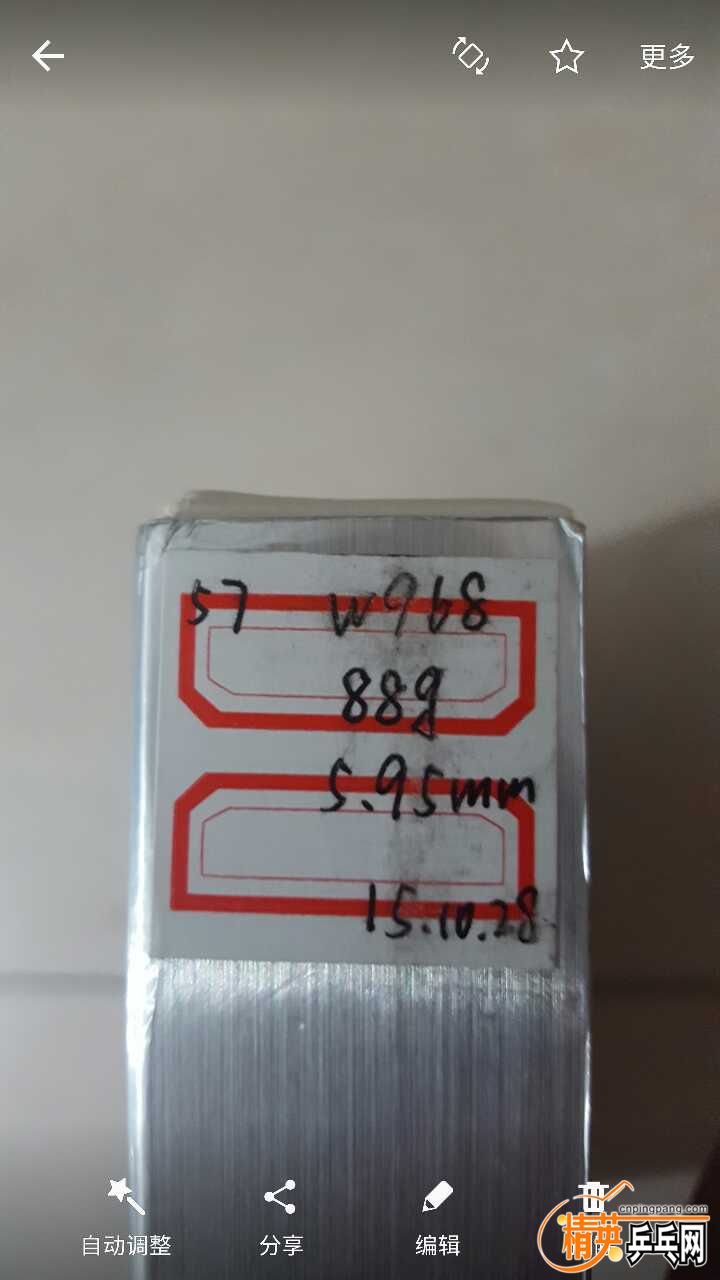 更多
57 W968
88g
5.95mm
15.10.28
自动调整 分享 编辑
cnpingpang.com
精英乒乓网